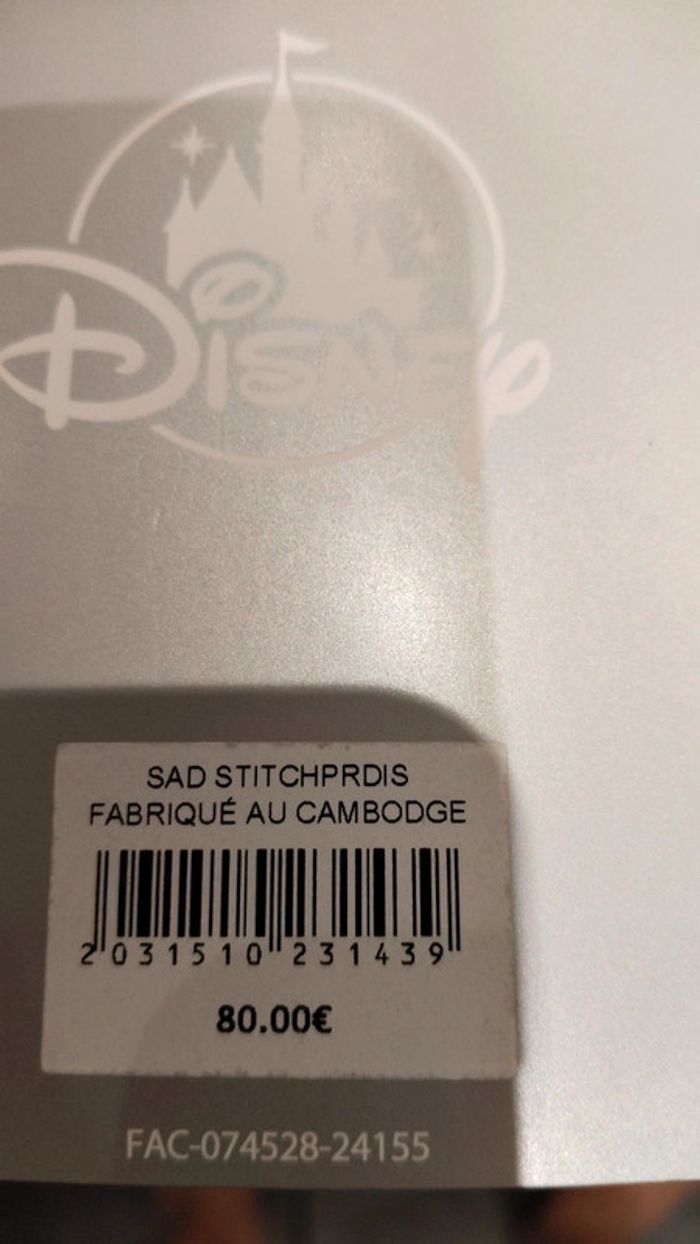 Disney
SAD STITCHPRDIS
FABRIQUÉ AU CAMBODGE
2 031510 231439
80.00€
FAC-074528-24155